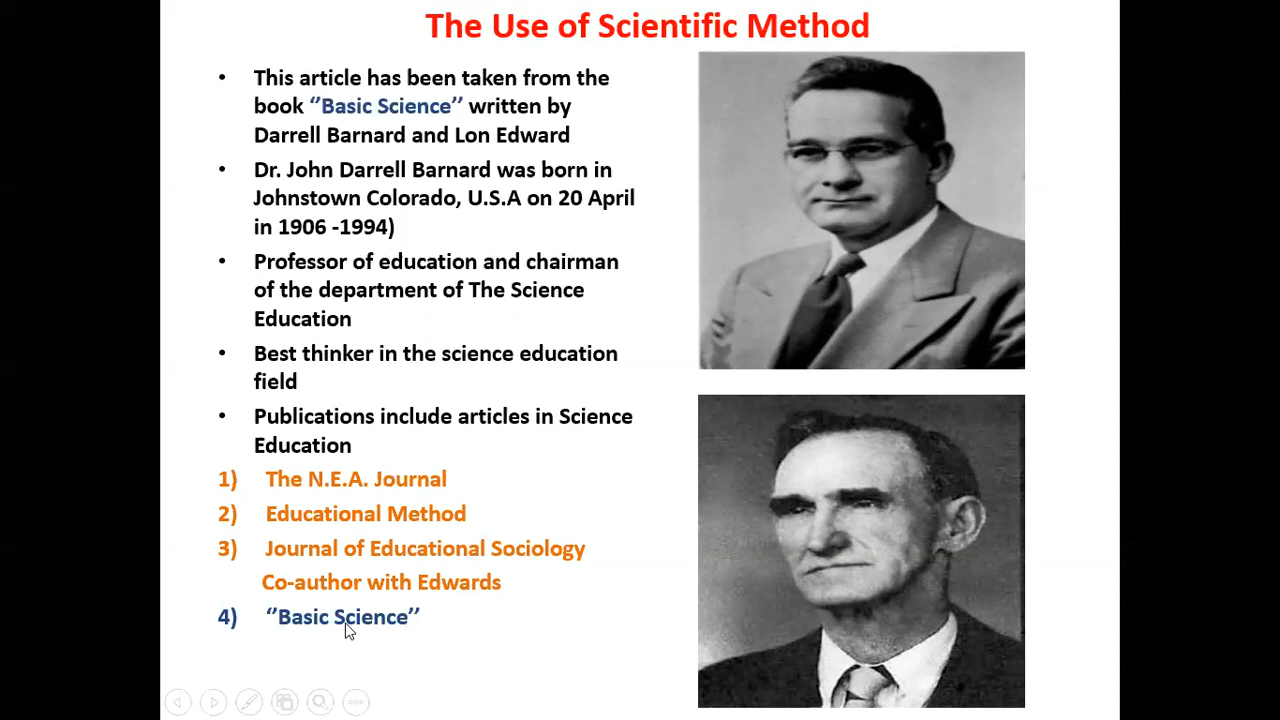 The Use of Scientific Method
• This article has been taken from the
book ‘’Basic Science’’ written by
Darrell Barnard and Lon Edward
• Dr. John Darrell Barnard was born in
Johnstown Colorado, U.S.A on 20 April
in 1906 -1994)
• Professor of education and chairman
of the department of The Science
Education
• Best thinker in the science education
field
• Publications include articles in Science
Education
1) The N.E.A. Journal
2) Educational Method
3) Journal of Educational Sociology
Co-author with Edwards
4) ‘’Basic Science’’